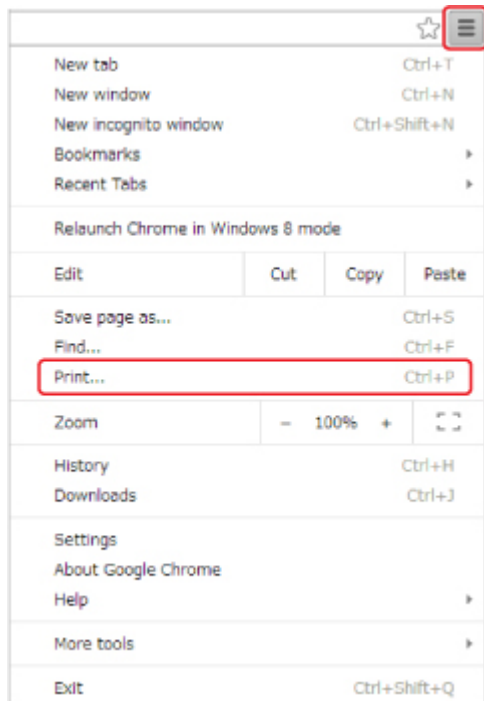 New tab Ctrl+T
New window Ctrl+N
New incognito window Ctrl+Shift+N
Bookmarks
Recent Tabs
Relaunch Chrome in Windows 8 mode
Edit Cut Copy Paste
Save page as... Ctrl+S
Find... Ctrl+F
Print... Ctrl+P
Zoom − 100% +
History Ctrl+H
Downloads Ctrl+J
Settings
About Google Chrome
Help
More tools
Exit Ctrl+Shift+Q